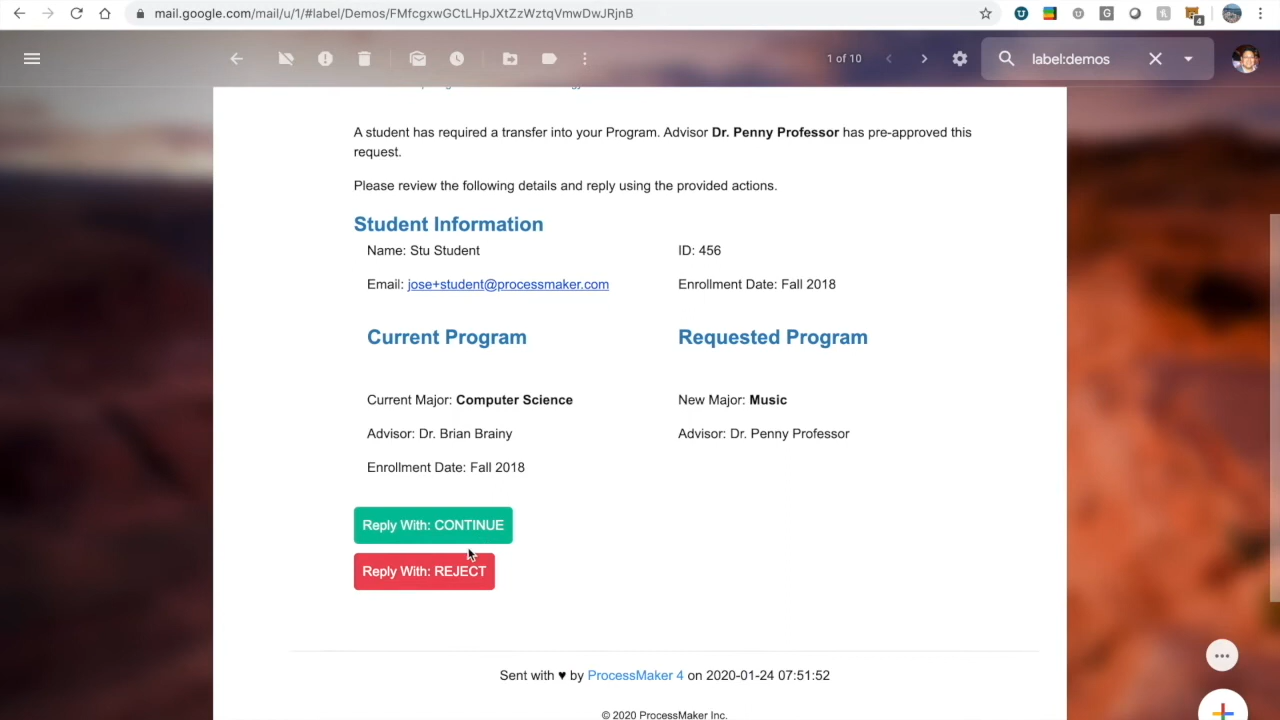 mail.google.com/mail/u/1/#label/Demos/FMfcgxwGCtLHpJXtZzWztqVmwDwJRjnB
4
1 of 10
label:demos
A student has required a transfer into your Program. Advisor Dr. Penny Professor has pre-approved this
request.
Please review the following details and reply using the provided actions.
Student Information
Name: Stu Student
ID: 456
Email: jose+student@processmaker.com
Enrollment Date: Fall 2018
Current Program
Requested Program
Current Major: Computer Science
New Major: Music
Advisor: Dr. Brian Brainy
Advisor: Dr. Penny Professor
Enrollment Date: Fall 2018
Reply With: CONTINUE
Reply With: REJECT
Sent with ♥ by ProcessMaker 4 on 2020-01-24 07:51:52
© 2020 ProcessMaker Inc.